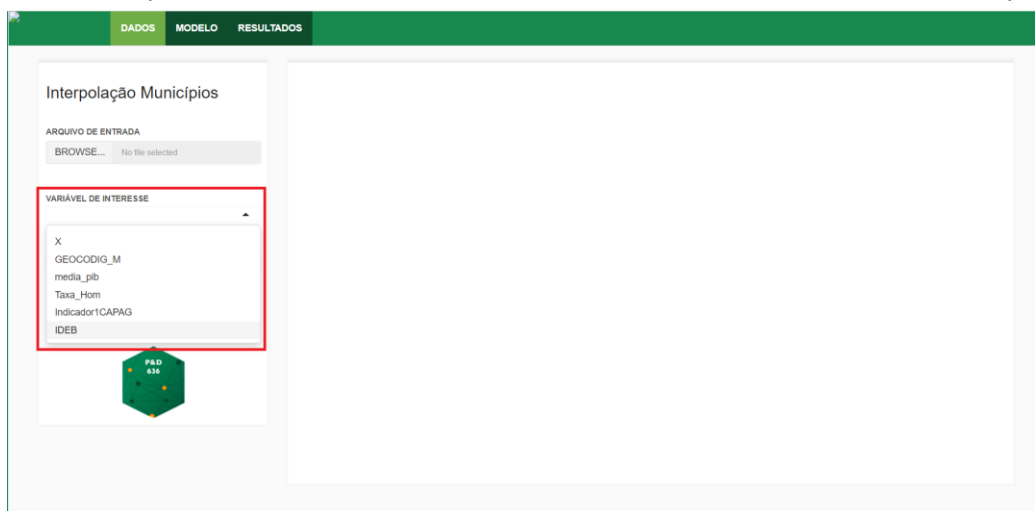 DADOS MODELO RESULTADOS
Interpolação Municípios
ARQUIVO DE ENTRADA
BROWSE... No file selected
VARIÁVEL DE INTERESSE
X
GEOCODIG_M
media_pib
Taxa_Hom
Indicador1CAPAG
IDEB
P&D
636